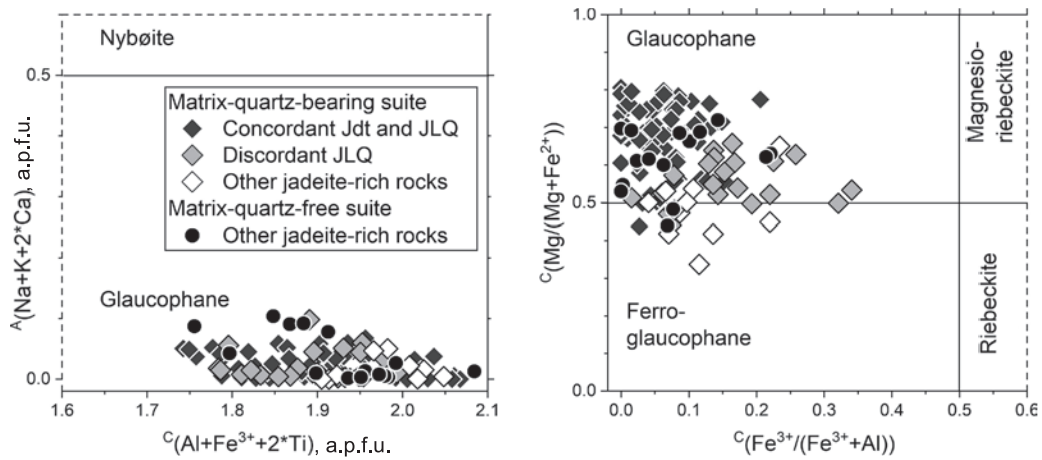 Nybøite
0.5
Matrix-quartz-bearing suite
Concordant Jdt and JLQ
Discordant JLQ
Other jadeite-rich rocks
Matrix-quartz-free suite
Other jadeite-rich rocks
Glaucophane
0.0
1.6 1.7 1.8 1.9 2.0 2.1
A(Na+K+2*Ca), a.p.f.u.
C(Al+Fe3++2*Ti), a.p.f.u.
1.0
Glaucophane
Magnesio-
riebeckite
0.5
Ferro-
glaucophane
Riebeckite
0.0
0.0 0.1 0.2 0.3 0.4 0.5 0.6
C(Mg/(Mg+Fe2+))
C(Fe3+/(Fe3++Al))